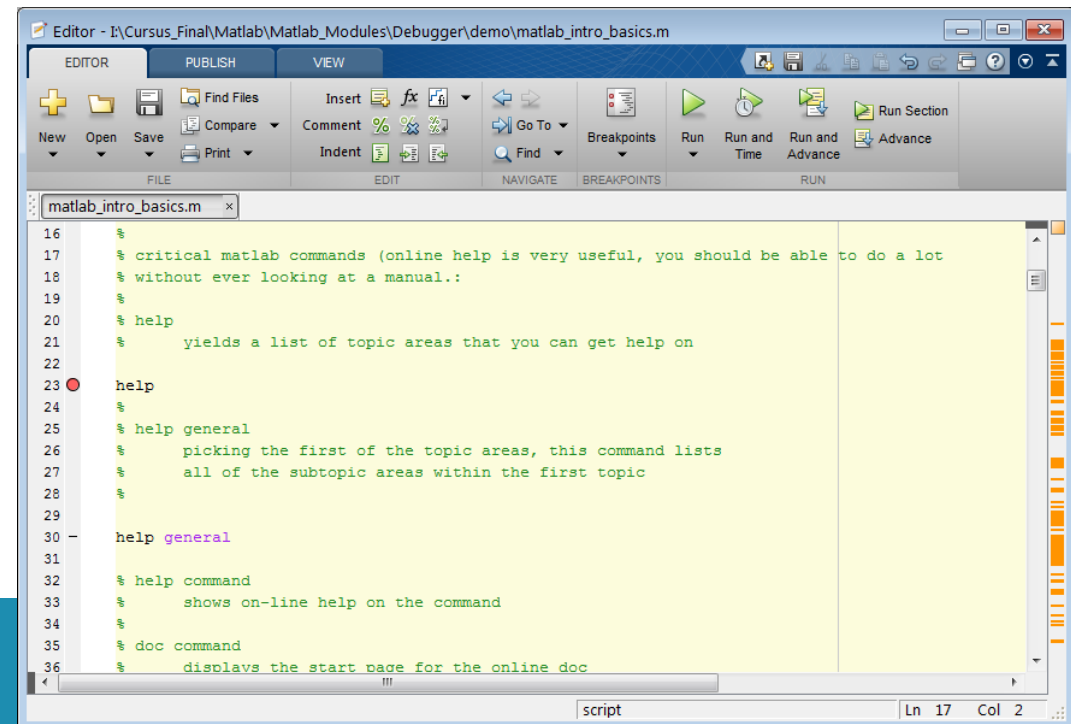 Editor - I:\Cursus_Final\Matlab\Matlab_Modules\Debugger\demo\matlab_intro_basics.m
EDITOR PUBLISH VIEW
New Open Save Find Files Compare Print
Insert fx Comment Indent
Go To Find
Breakpoints
Run Run and Time Run and Advance Run Section Advance
FILE EDIT NAVIGATE BREAKPOINTS RUN
matlab_intro_basics.m ×
16 %
17 % critical matlab commands (online help is very useful, you should be able to do a lot
18 % without ever looking at a manual.:
19 %
20 % help
21 % yields a list of topic areas that you can get help on
22
23 help
24 %
25 % help general
26 % picking the first of the topic areas, this command lists
27 % all of the subtopic areas within the first topic
28 %
29
30 – help general
31
32 % help command
33 % shows on-line help on the command
34 %
35 % doc command
36 % displays the start page for the online doc
script Ln 17 Col 2